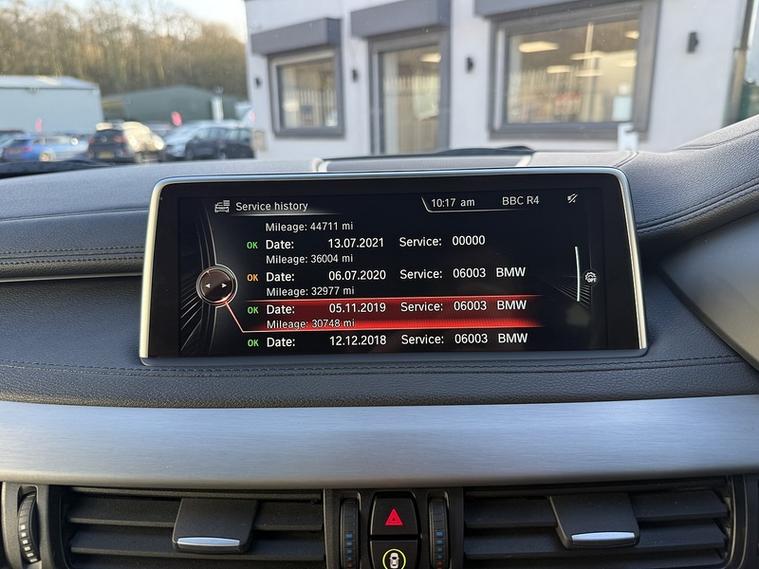 Service history 10:17 am BBC R4
Mileage: 44711 mi
OK Date: 13.07.2021 Service: 00000
Mileage: 36004 mi
OK Date: 06.07.2020 Service: 06003 BMW
Mileage: 32977 mi
OK Date: 05.11.2019 Service: 06003 BMW
Mileage: 30748 mi
OK Date: 12.12.2018 Service: 06003 BMW